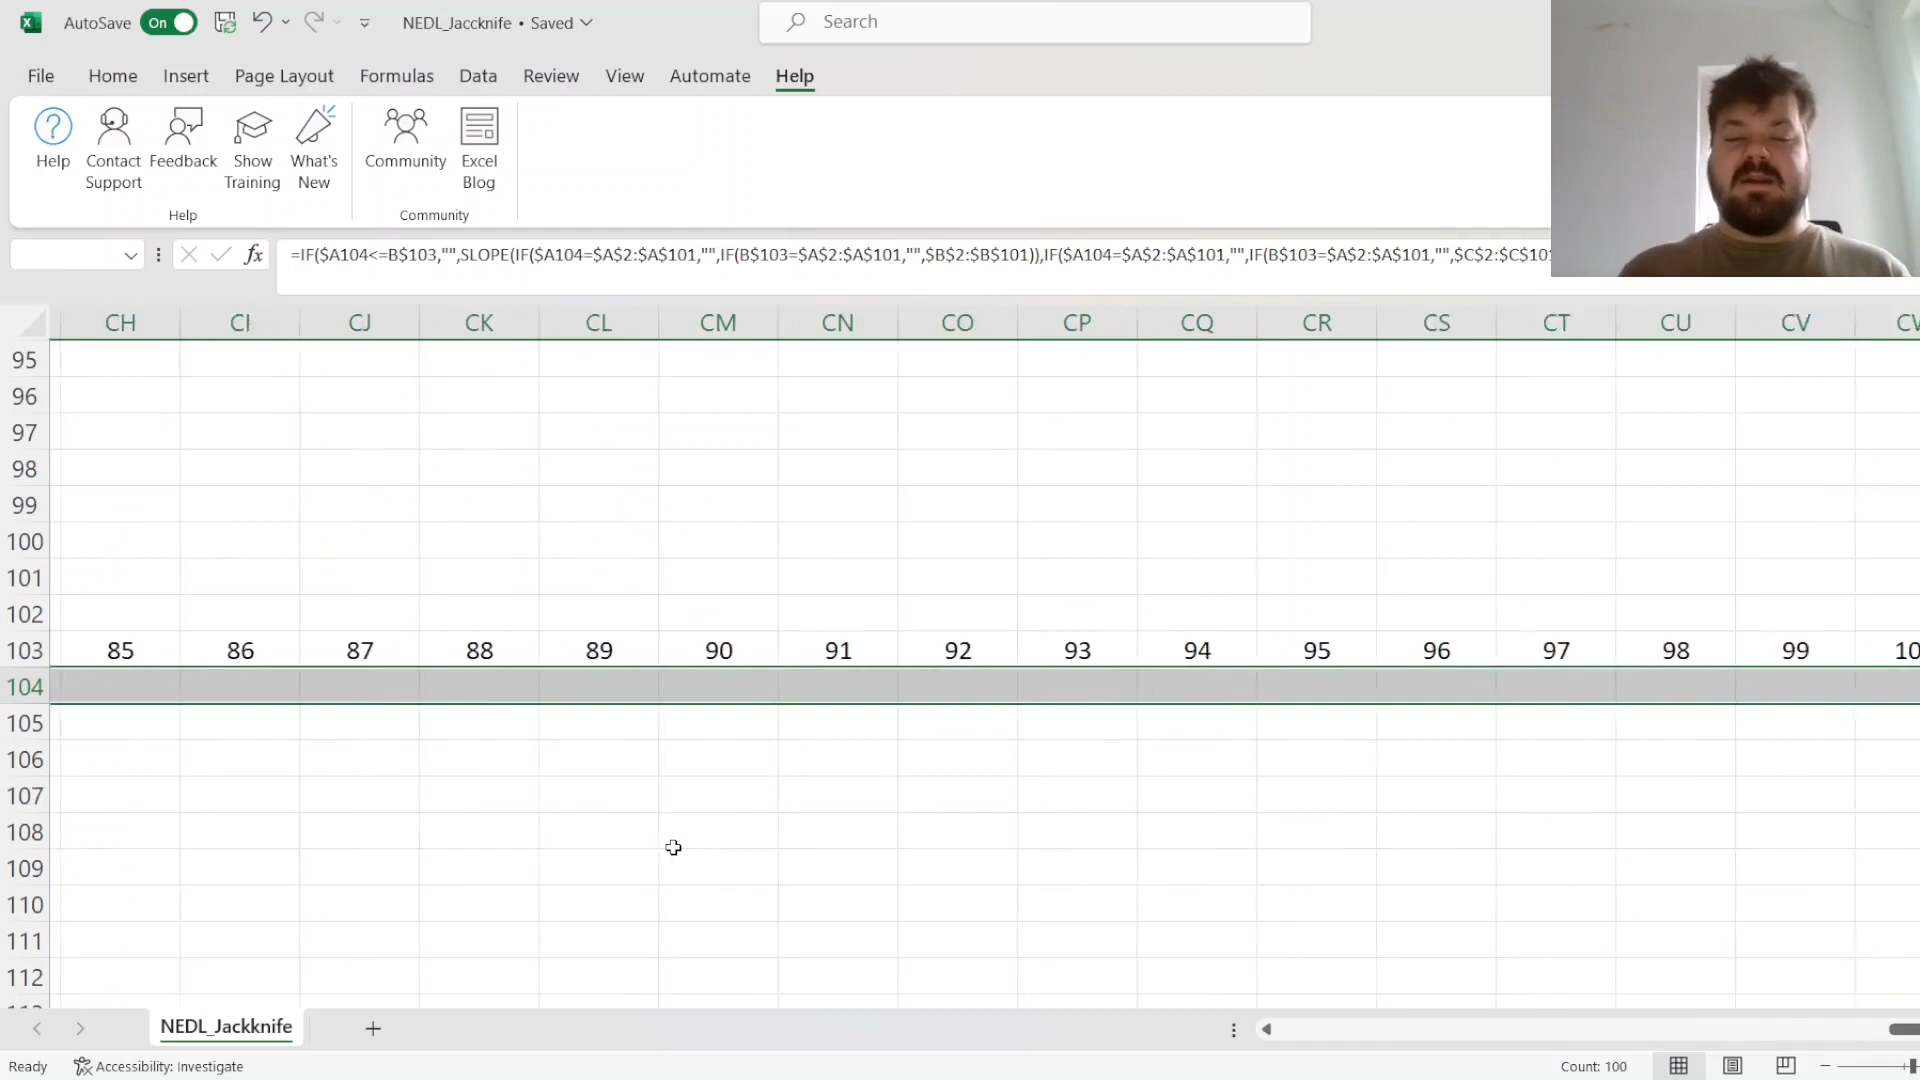 AutoSave On NEDL_Jaccknife • Saved Search
File Home Insert Page Layout Formulas Data Review View Automate Help
Help Contact Support Feedback Show Training What's New Community Excel Blog
Help Community
fx =IF($A104<=B$103,"",SLOPE(IF($A104=$A$2:$A$101,"",IF(B$103=$A$2:$A$101,"",$B$2:$B$101)),IF($A104=$A$2:$A$101,"",IF(B$103=$A$2:$A$101,"",$C$2:$C$101
CH CI CJ CK CL CM CN CO CP CQ CR CS CT CU CV
95
96
97
98
99
100
101
102
103 85 86 87 88 89 90 91 92 93 94 95 96 97 98 99 10
104
105
106
107
108
109
110
111
112
NEDL_Jackknife
Ready Accessibility: Investigate Count: 100